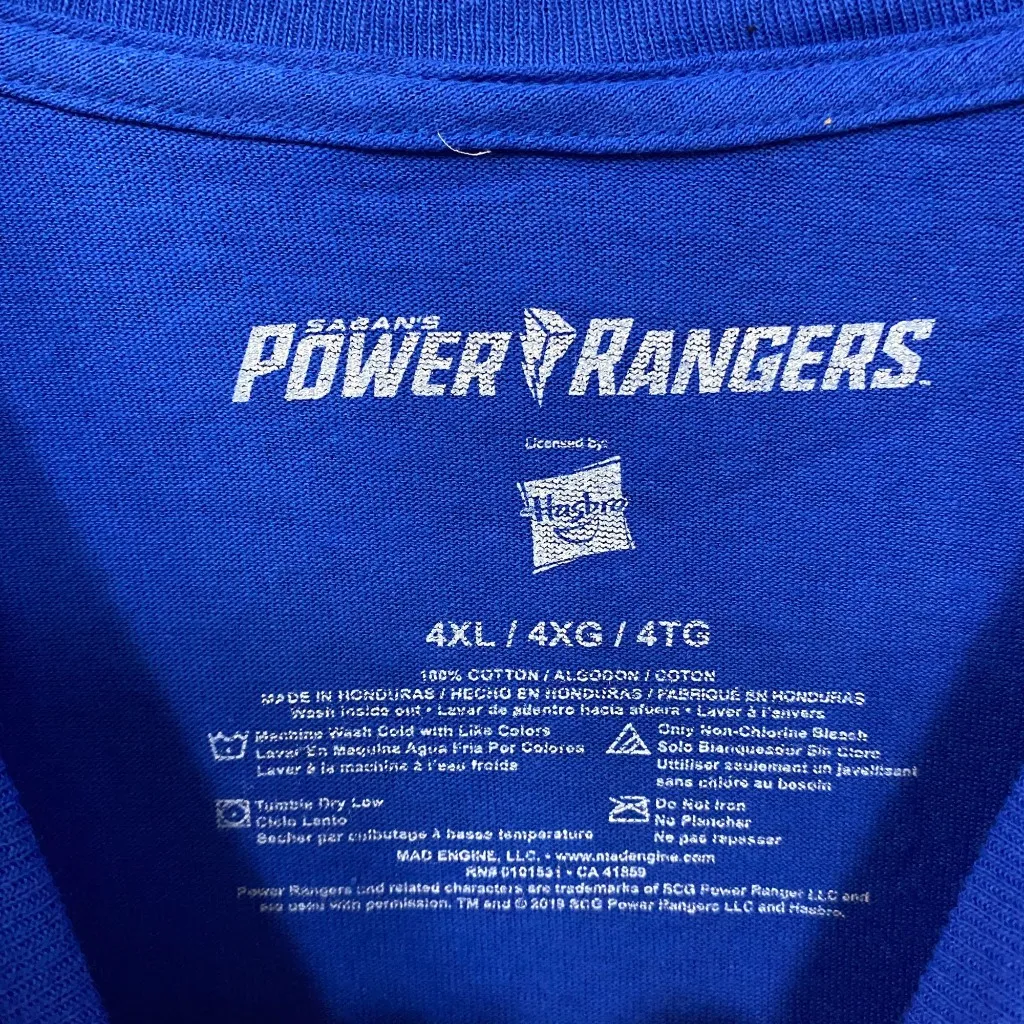 SABAN'S
POWER RANGERS
Licensed by:
Hasbro
4XL / 4XG / 4TG
100% COTTON / ALGODON / COTON
MADE IN HONDURAS / HECHO EN HONDURAS / FABRIQUÉ EN HONDURAS
Wash inside out • Lavar de adentro hacia afuera • Laver à l'envers
Machine Wash Cold with Like Colors
Lavar En Maquina Agua Fria Por Colores
Laver à la machine à l'eau froide
Only Non-Chlorine Bleach
Solo Blanqueador Sin Cloro
Utiliser seulement un javellisant
sans chlore au besoin
Tumble Dry Low
Ciclo Lento
Secher par culbutage à basse temperature
Do Not Iron
No Planchar
Ne pas repasser
MAD ENGINE, LLC. • www.madengine.com
RN# 0101531 • CA 41859
Power Rangers and related characters are trademarks of SCG Power Ranger LLC and
are used with permission. TM and © 2019 SCG Power Rangers LLC and Hasbro.